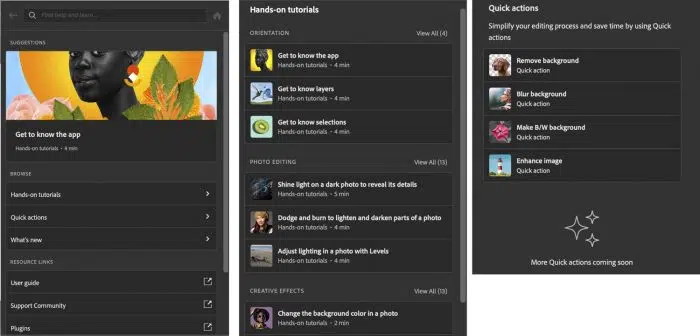 Find help and learn...
SUGGESTIONS
Get to know the app
Hands-on tutorials • 4 min
BROWSE
Hands-on tutorials
Quick actions
What's new
RESOURCE LINKS
User guide
Support Community
Plugins
Hands-on tutorials
ORIENTATION View All (4)
Get to know the app
Hands-on tutorials • 4 min
Get to know layers
Hands-on tutorials • 4 min
Get to know selections
Hands-on tutorials • 4 min
PHOTO EDITING View All (13)
Shine light on a dark photo to reveal its details
Hands-on tutorials • 5 min
Dodge and burn to lighten and darken parts of a photo
Hands-on tutorials • 4 min
Adjust lighting in a photo with Levels
Hands-on tutorials • 4 min
CREATIVE EFFECTS View All (13)
Change the background color in a photo
Hands-on tutorials • 2 min
Quick actions
Simplify your editing process and save time by using Quick
actions
Remove background
Quick action
Blur background
Quick action
Make B/W background
Quick action
Enhance image
Quick action
More Quick actions coming soon